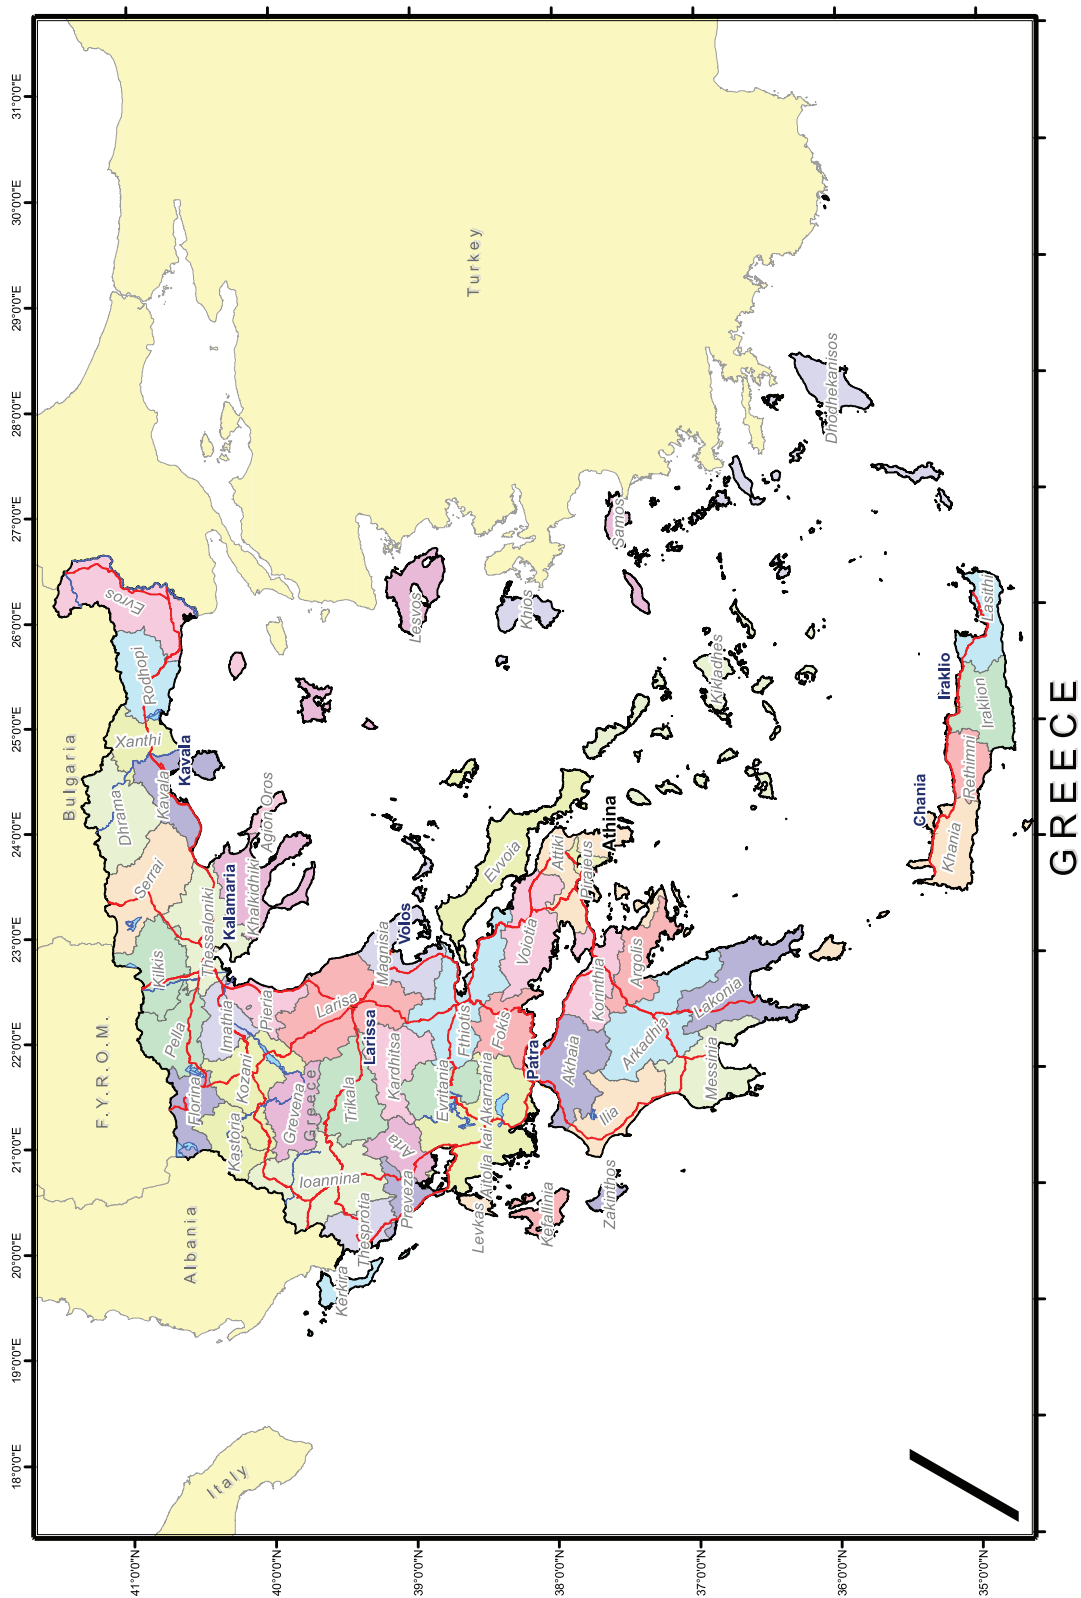 18°0'0"E
19°0'0"E
20°0'0"E
21°0'0"E
22°0'0"E
23°0'0"E
24°0'0"E
25°0'0"E
26°0'0"E
27°0'0"E
28°0'0"E
29°0'0"E
30°0'0"E
31°0'0"E
41°0'0"N
40°0'0"N
39°0'0"N
38°0'0"N
37°0'0"N
36°0'0"N
35°0'0"N
Bulgaria
F.Y.R.O.M.
Albania
Italy
Turkey
Greece
Evros
Rodhopi
Xanthi
Kavala
Kavala
Dhrama
Serrai
Kilkis
Thessaloniki
Kalamaria
Khalkidhiki
Agion Oros
Pella
Imathia
Pieria
Florina
Kastoria
Kozani
Grevena
Ioannina
Thesprotia
Kerkira
Preveza
Arta
Trikala
Larisa
Larissa
Kardhitsa
Magnisia
Volos
Evritania
Fthiotis
Fokis
Aitolia kai Akarnania
Levkas
Kefallinia
Zakinthos
Patra
Akhaia
Ilia
Korinthia
Argolis
Arkadhia
Messinia
Lakonia
Voiotia
Evvoia
Attiki
Piraieus
Athina
Lesvos
Khios
Samos
Kikladhes
Dhodhekanisos
Chania
Khania
Rethimni
Iraklio
Iraklion
Lasithi
GREECE